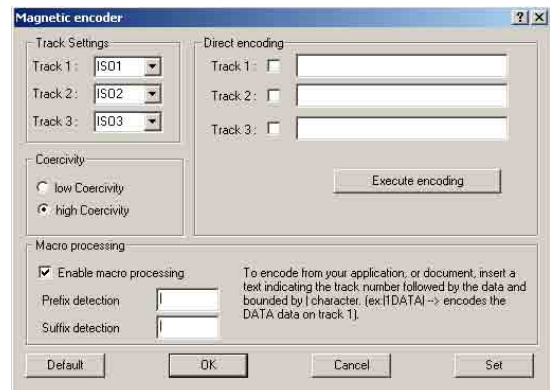 Magnetic encoder
Track Settings
Track 1 : ISO1
Track 2 : ISO2
Track 3 : ISO3
Coercivity
low Coercivity
high Coercivity
Direct encoding
Track 1 :
Track 2 :
Track 3 :
Execute encoding
Macro processing
Enable macro processing
Prefix detection |
Suffix detection |
To encode from your application, or document, insert a
text indicating the track number followed by the data and
bounded by | character. (ex:|1DATA| --> encodes the
DATA data on track 1).
Default OK Cancel Set